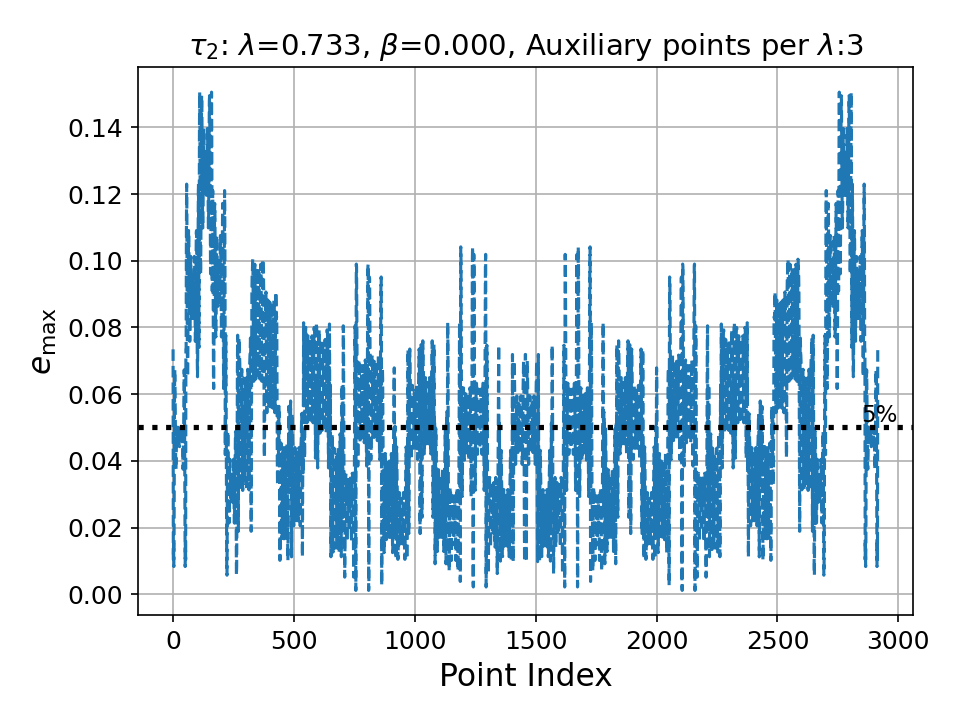 τ₂: λ=0.733, β=0.000, Auxiliary points per λ:3
0.14
0.12
0.10
0.08
0.06
0.04
0.02
0.00
e_max
5%
0 500 1000 1500 2000 2500 3000
Point Index